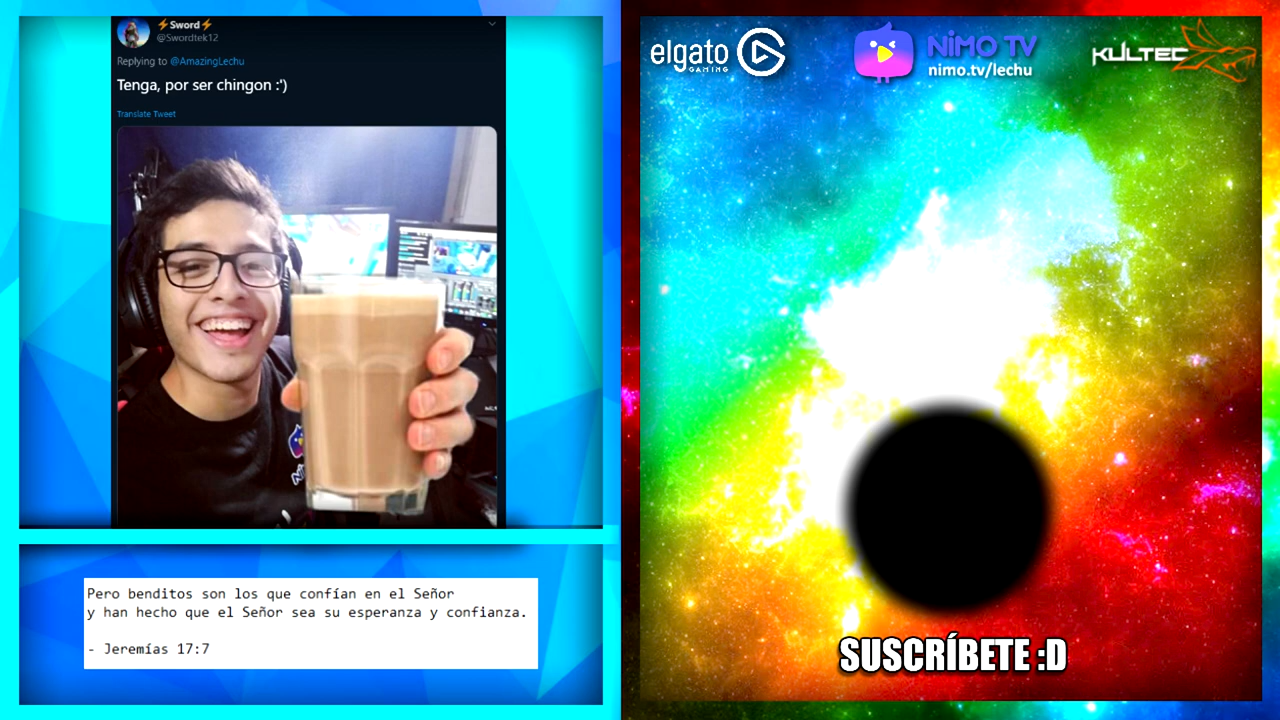 ⚡Sword⚡
@Swordtek12
Replying to @AmazingLechu
Tenga, por ser chingon :')
Translate Tweet
Pero benditos son los que confían en el Señor
y han hecho que el Señor sea su esperanza y confianza.
- Jeremías 17:7
elgato
GAMING
NIMO TV
nimo.tv/lechu
KULTEC
SUSCRÍBETE :D